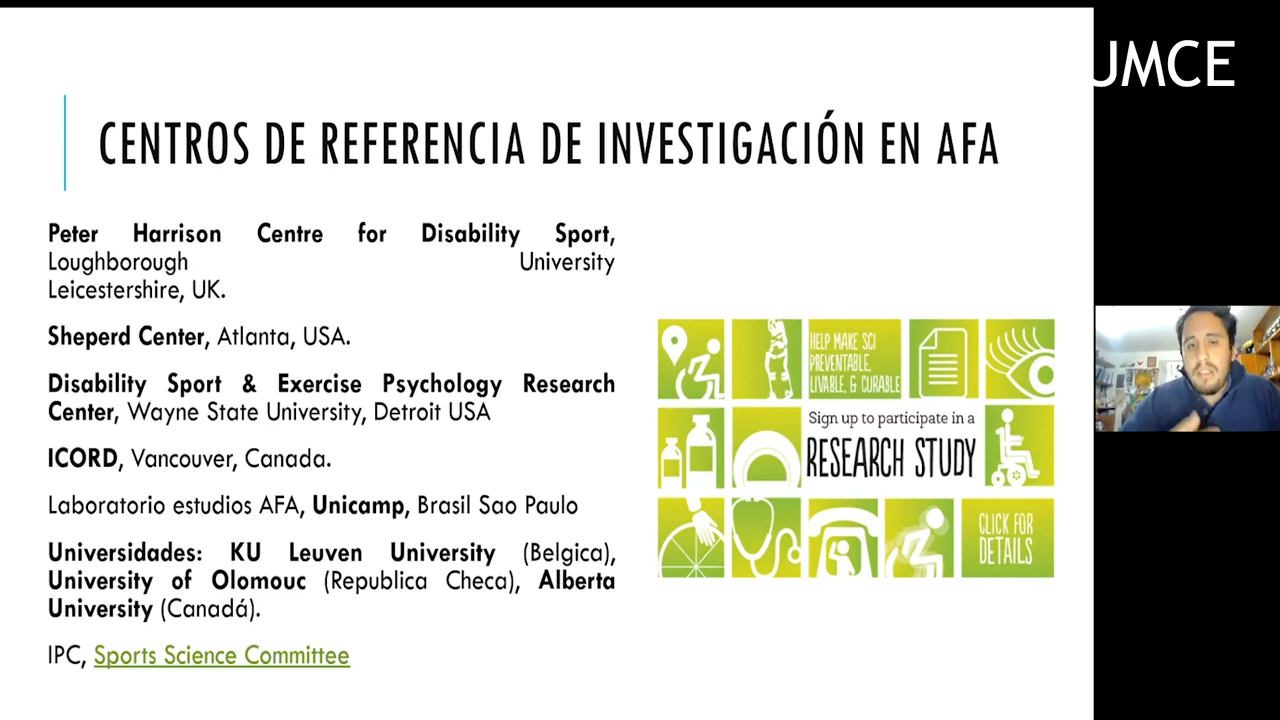 UMCE
CENTROS DE REFERENCIA DE INVESTIGACIÓN EN AFA
Peter Harrison Centre for Disability Sport,
Loughborough University
Leicestershire, UK.
Sheperd Center, Atlanta, USA.
Disability Sport & Exercise Psychology Research
Center, Wayne State University, Detroit USA
ICORD, Vancouver, Canada.
Laboratorio estudios AFA, Unicamp, Brasil Sao Paulo
Universidades: KU Leuven University (Belgica),
University of Olomouc (Republica Checa), Alberta
University (Canadá).
IPC, Sports Science Committee
HELP MAKE SCI
PREVENTABLE,
LIVABLE, & CURABLE
Sign up to participate in a
RESEARCH STUDY
CLICK FOR
DETAILS